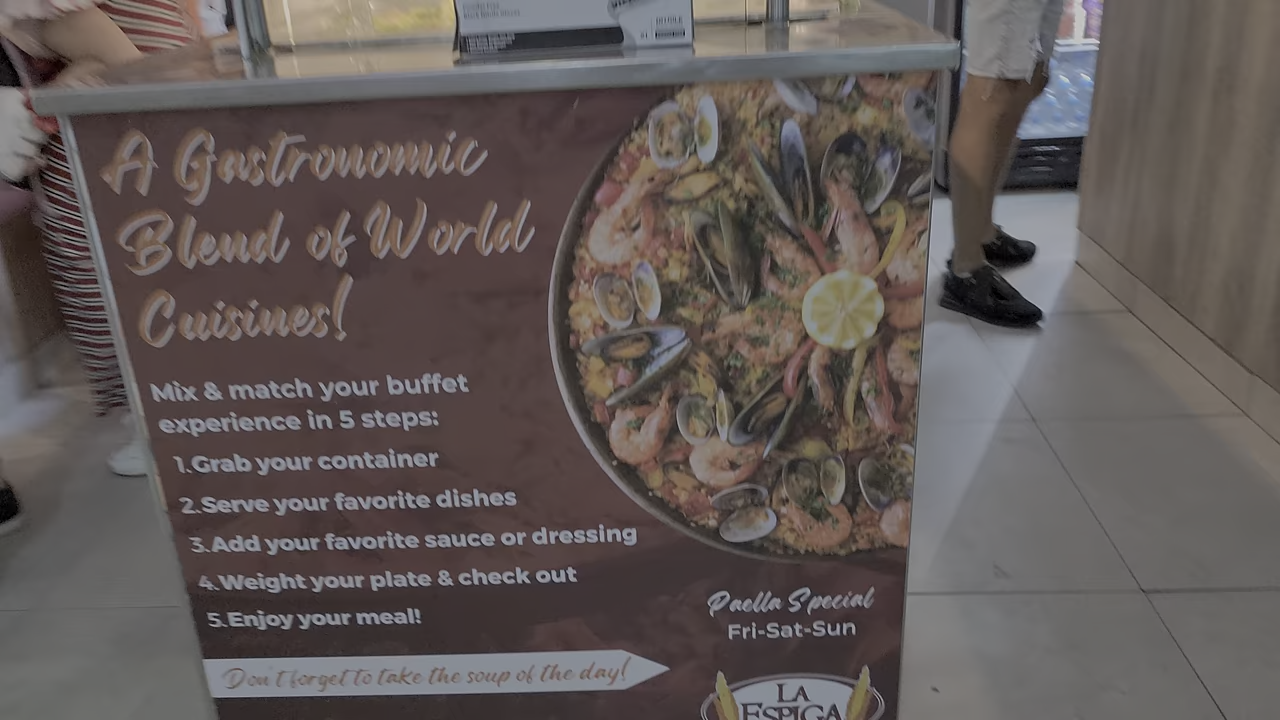 A Gastronomic
Blend of World
Cuisines!
Mix & match your buffet
experience in 5 steps:
1.Grab your container
2.Serve your favorite dishes
3.Add your favorite sauce or dressing
4.Weight your plate & check out
5.Enjoy your meal!
Don't forget to take the soup of the day!
Paella Special
Fri-Sat-Sun
LA
ESPIGA